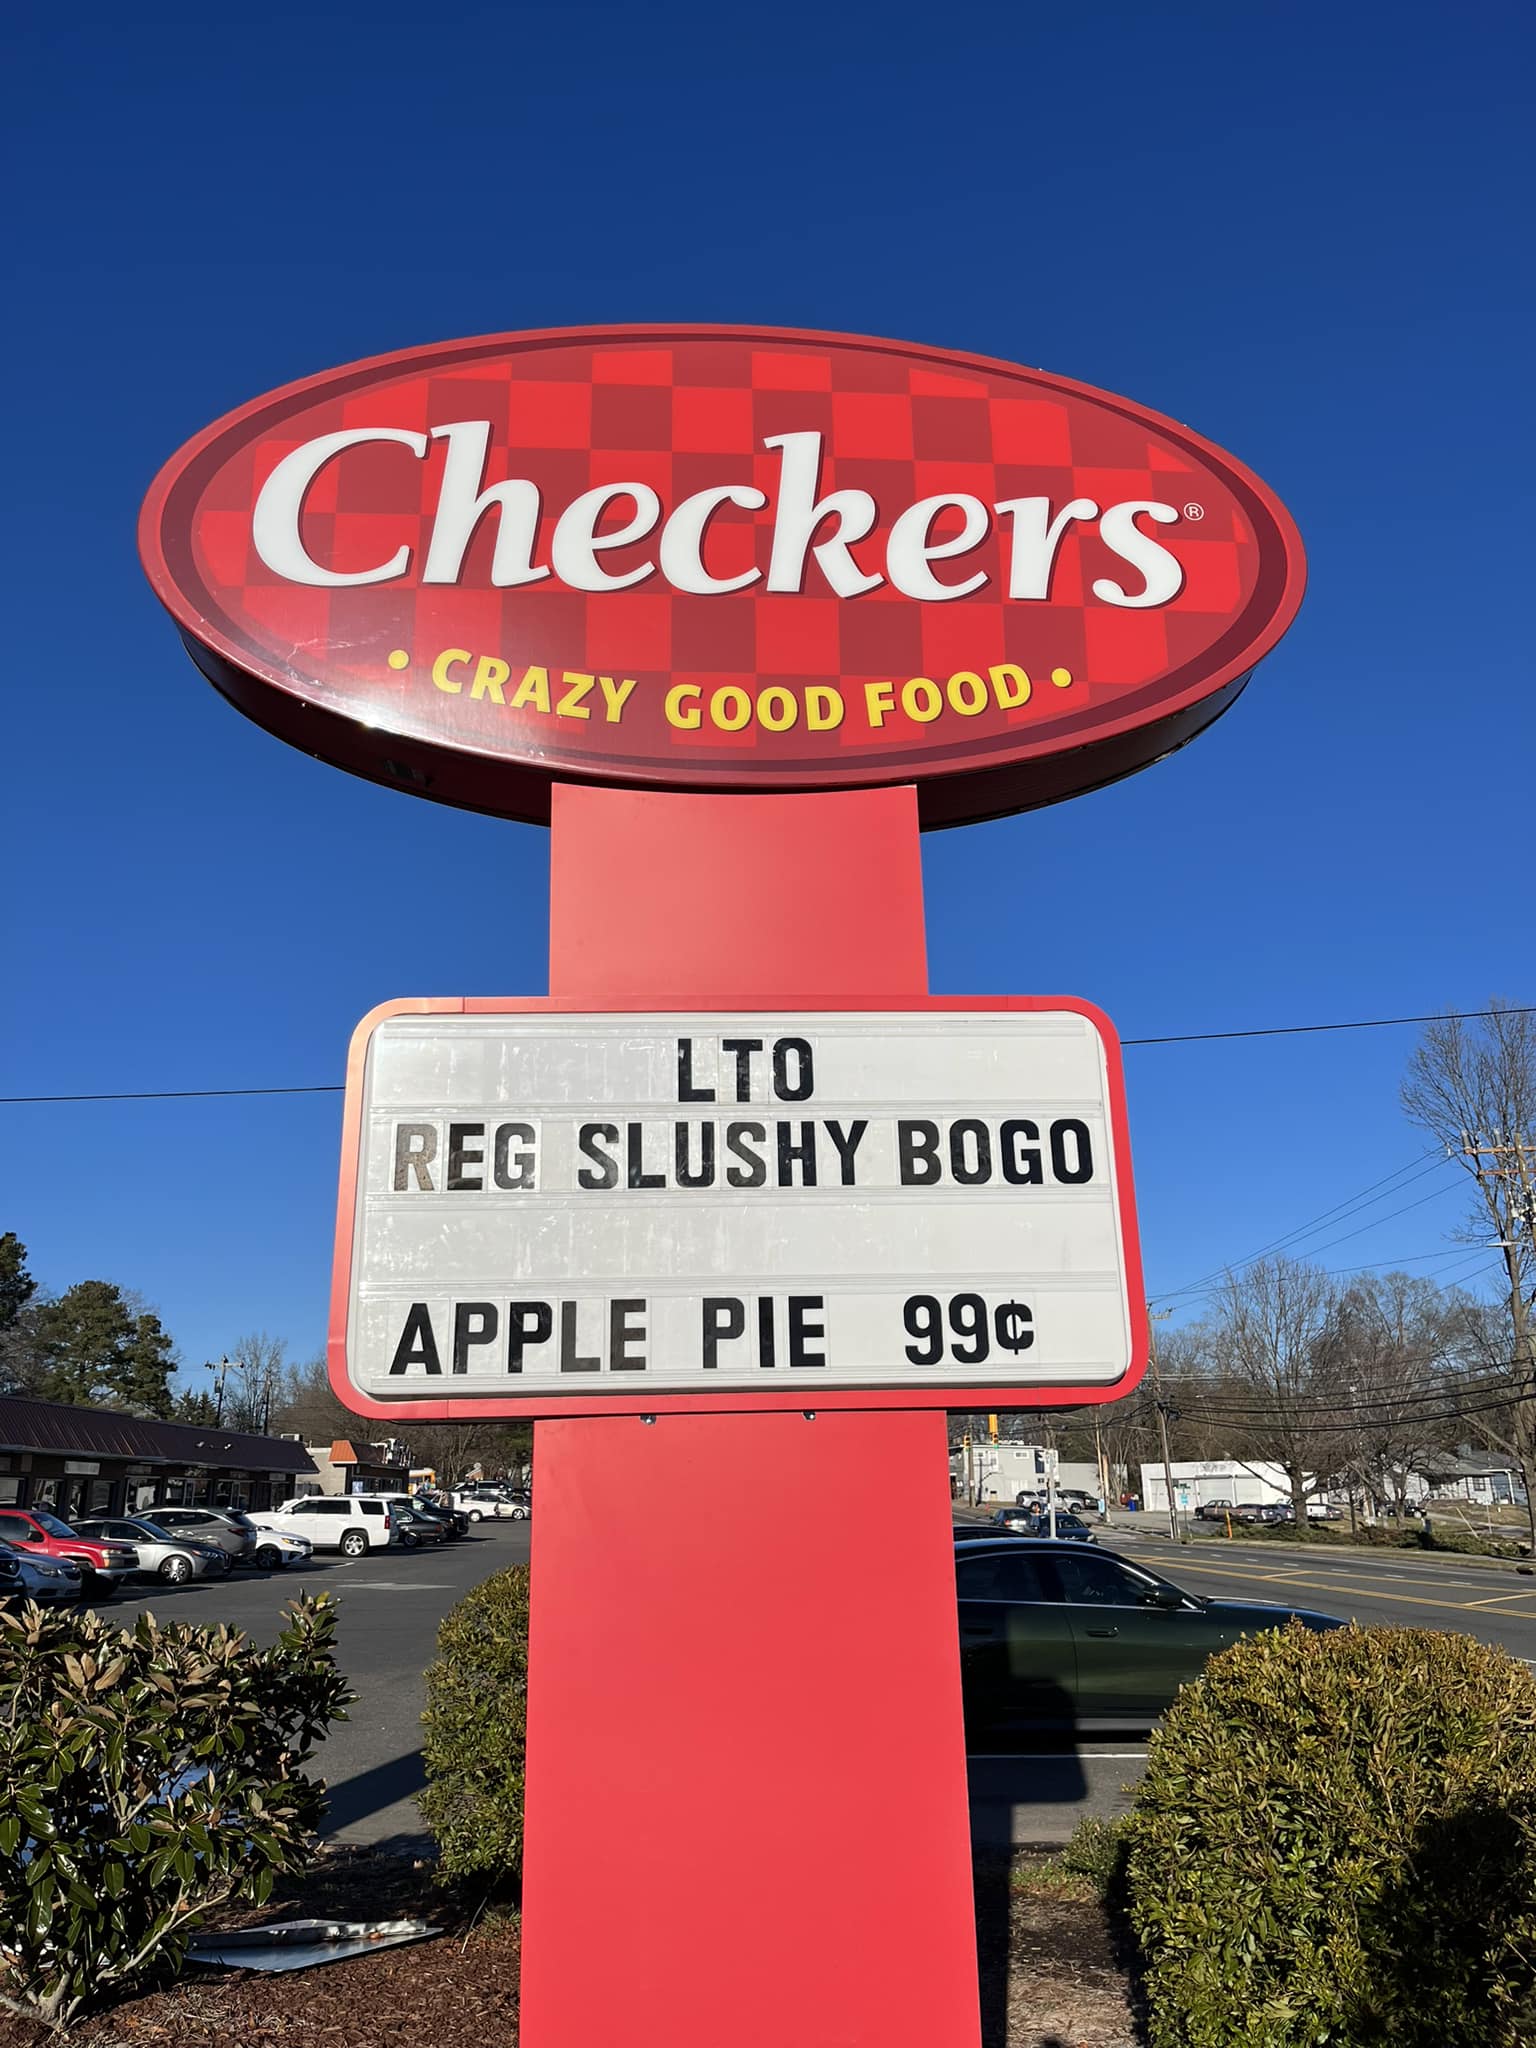 Checkers®
• CRAZY GOOD FOOD •
LTO
REG SLUSHY BOGO
APPLE PIE 99¢